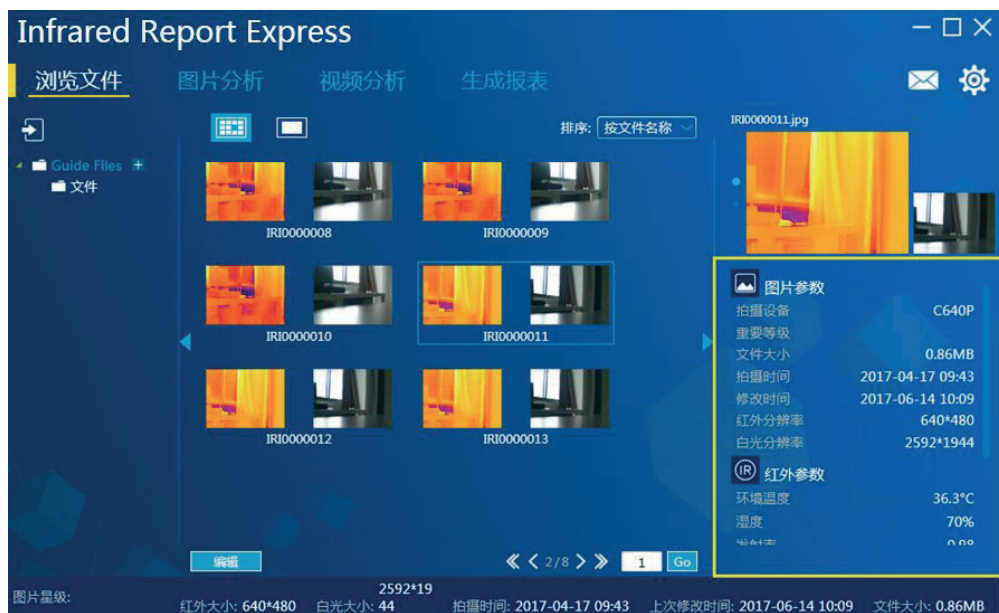 Infrared Report Express
浏览文件 图片分析 视频分析 生成报表
排序: 按文件名称
Guide Files
文件
IRI0000008 IRI0000009
IRI0000010 IRI0000011
IRI0000012 IRI0000013
编辑 2/8 1 Go
IRI0000011.jpg
图片参数
拍摄设备 C640P
重要等级
文件大小 0.86MB
拍摄时间 2017-04-17 09:43
修改时间 2017-06-14 10:09
红外分辨率 640*480
白光分辨率 2592*1944
IR 红外参数
环境温度 36.3°C
湿度 70%
发射率 0.98
图片星级: 红外大小: 640*480 白光大小: 2592*1944 拍摄时间: 2017-04-17 09:43 上次修改时间: 2017-06-14 10:09 文件大小: 0.86MB